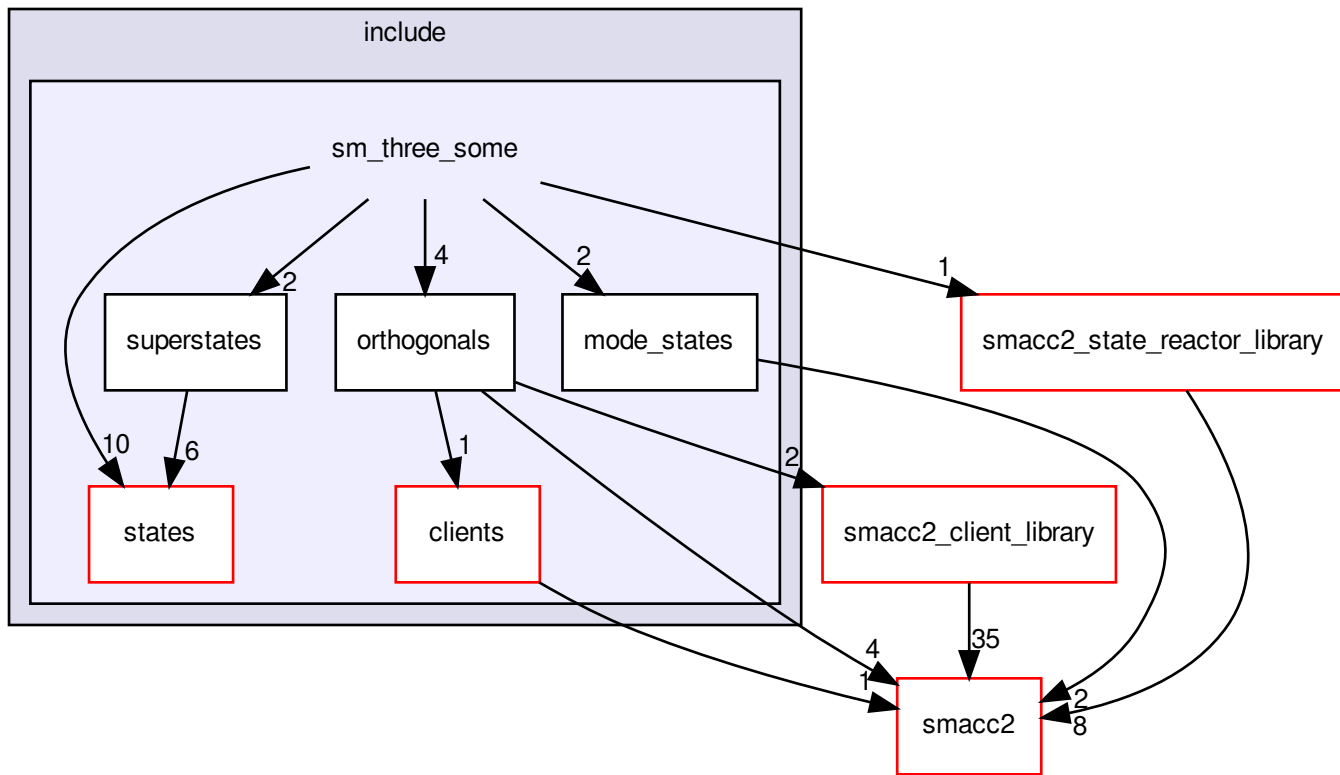 include
sm_three_some
4
2
1
2
superstates
orthogonals
mode_states
smacc2_state_reactor_library
10
6
1
2
states
clients
smacc2_client_library
4
35
1
2
8
smacc2